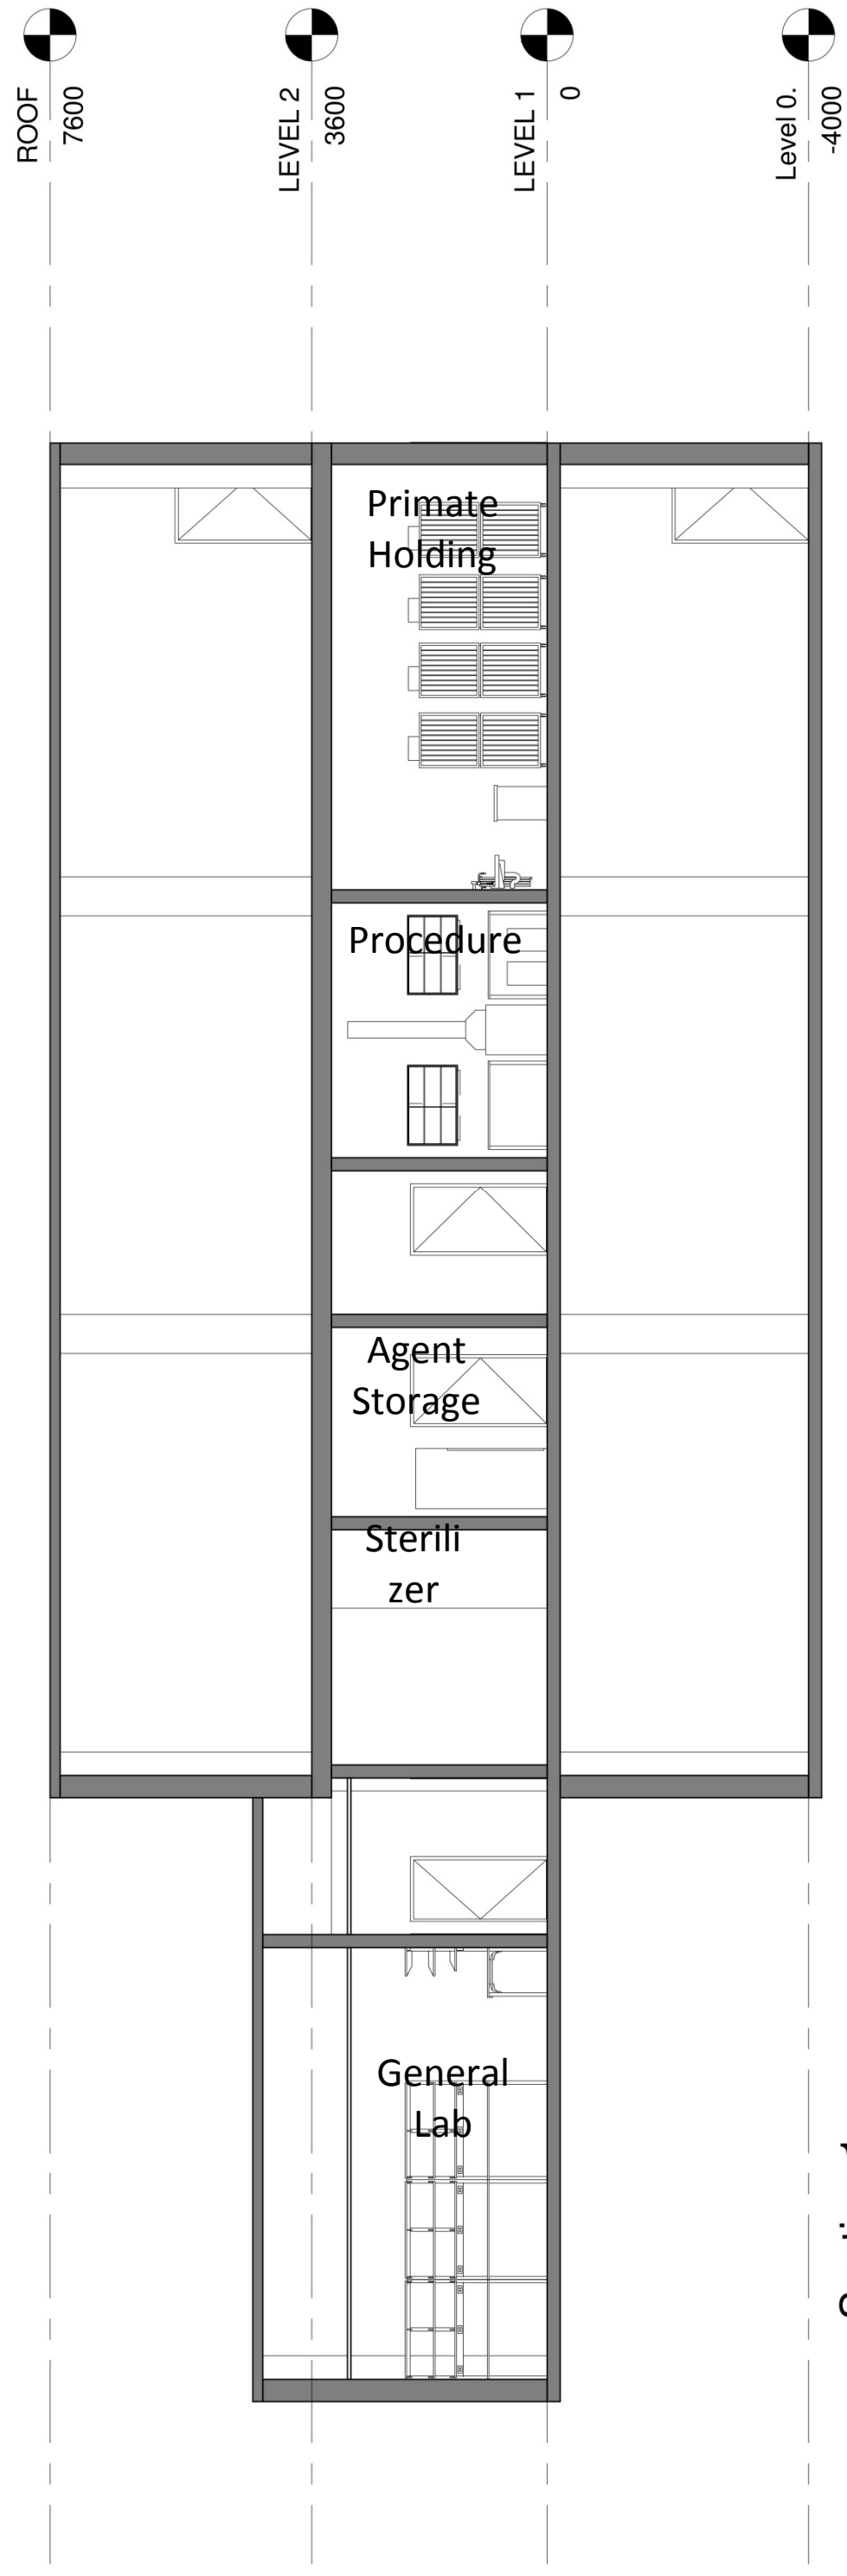 ROOF
7600
LEVEL 2
3600
LEVEL 1
0
Level 0.
-4000
Primate
Holding
Procedure
Agent
Storage
Sterili
zer
General
Lab